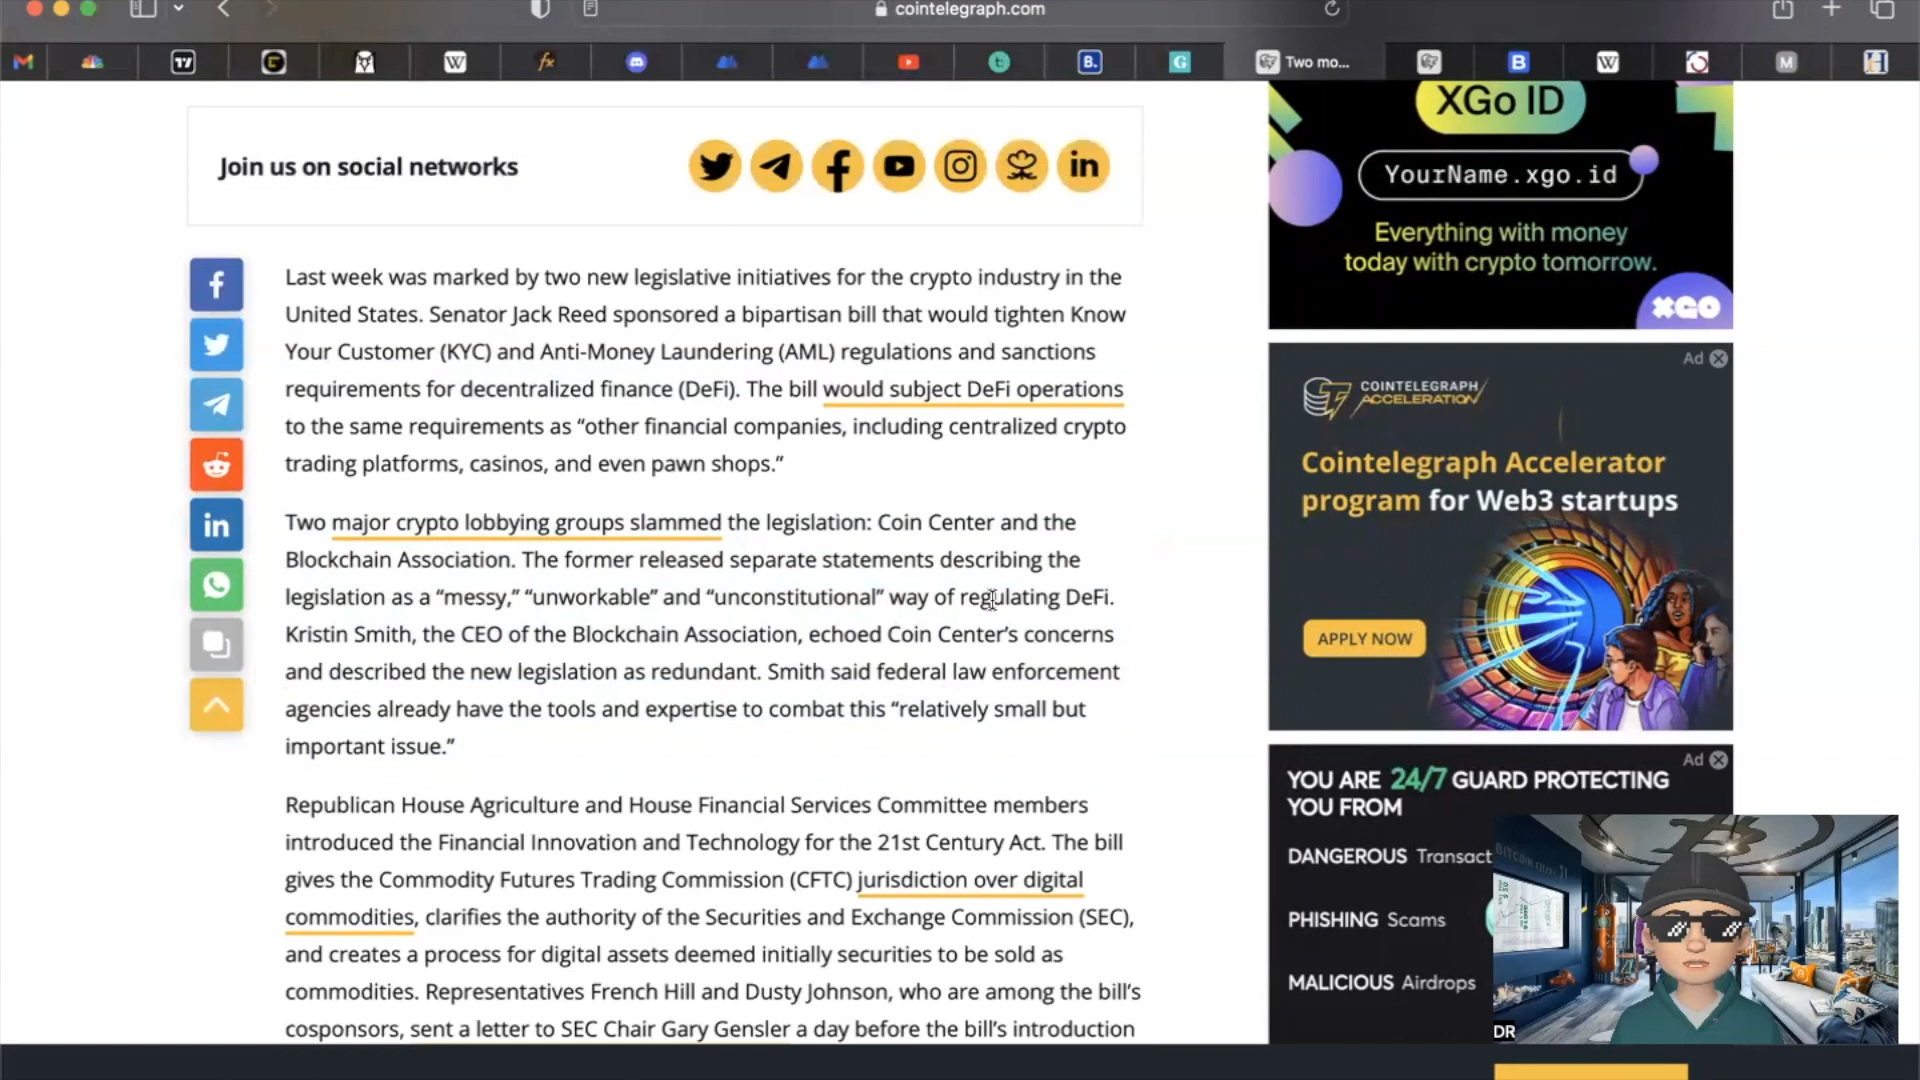 cointelegraph.com
Two mo...
Join us on social networks
Last week was marked by two new legislative initiatives for the crypto industry in the
United States. Senator Jack Reed sponsored a bipartisan bill that would tighten Know
Your Customer (KYC) and Anti-Money Laundering (AML) regulations and sanctions
requirements for decentralized finance (DeFi). The bill would subject DeFi operations
to the same requirements as “other financial companies, including centralized crypto
trading platforms, casinos, and even pawn shops.”
Two major crypto lobbying groups slammed the legislation: Coin Center and the
Blockchain Association. The former released separate statements describing the
legislation as a “messy,” “unworkable” and “unconstitutional” way of regulating DeFi.
Kristin Smith, the CEO of the Blockchain Association, echoed Coin Center’s concerns
and described the new legislation as redundant. Smith said federal law enforcement
agencies already have the tools and expertise to combat this “relatively small but
important issue.”
Republican House Agriculture and House Financial Services Committee members
introduced the Financial Innovation and Technology for the 21st Century Act. The bill
gives the Commodity Futures Trading Commission (CFTC) jurisdiction over digital
commodities, clarifies the authority of the Securities and Exchange Commission (SEC),
and creates a process for digital assets deemed initially securities to be sold as
commodities. Representatives French Hill and Dusty Johnson, who are among the bill’s
cosponsors, sent a letter to SEC Chair Gary Gensler a day before the bill’s introduction
XGo ID
YourName.xgo.id
Everything with money
today with crypto tomorrow.
XGO
Ad
COINTELEGRAPH
ACCELERATION
Cointelegraph Accelerator
program for Web3 startups
APPLY NOW
Ad
YOU ARE 24/7 GUARD PROTECTING
YOU FROM
DANGEROUS Transact
PHISHING Scams
MALICIOUS Airdrops
DR